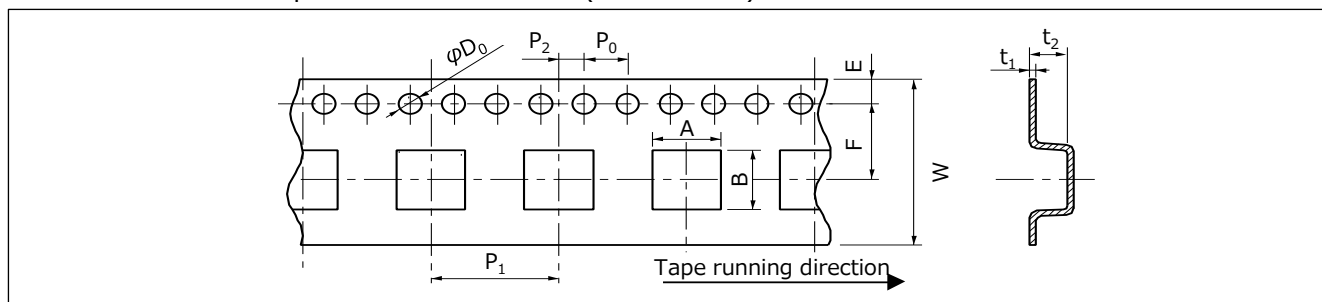 φD₀
P₂
P₀
E
t₁
t₂
A
F
B
W
P₁
Tape running direction